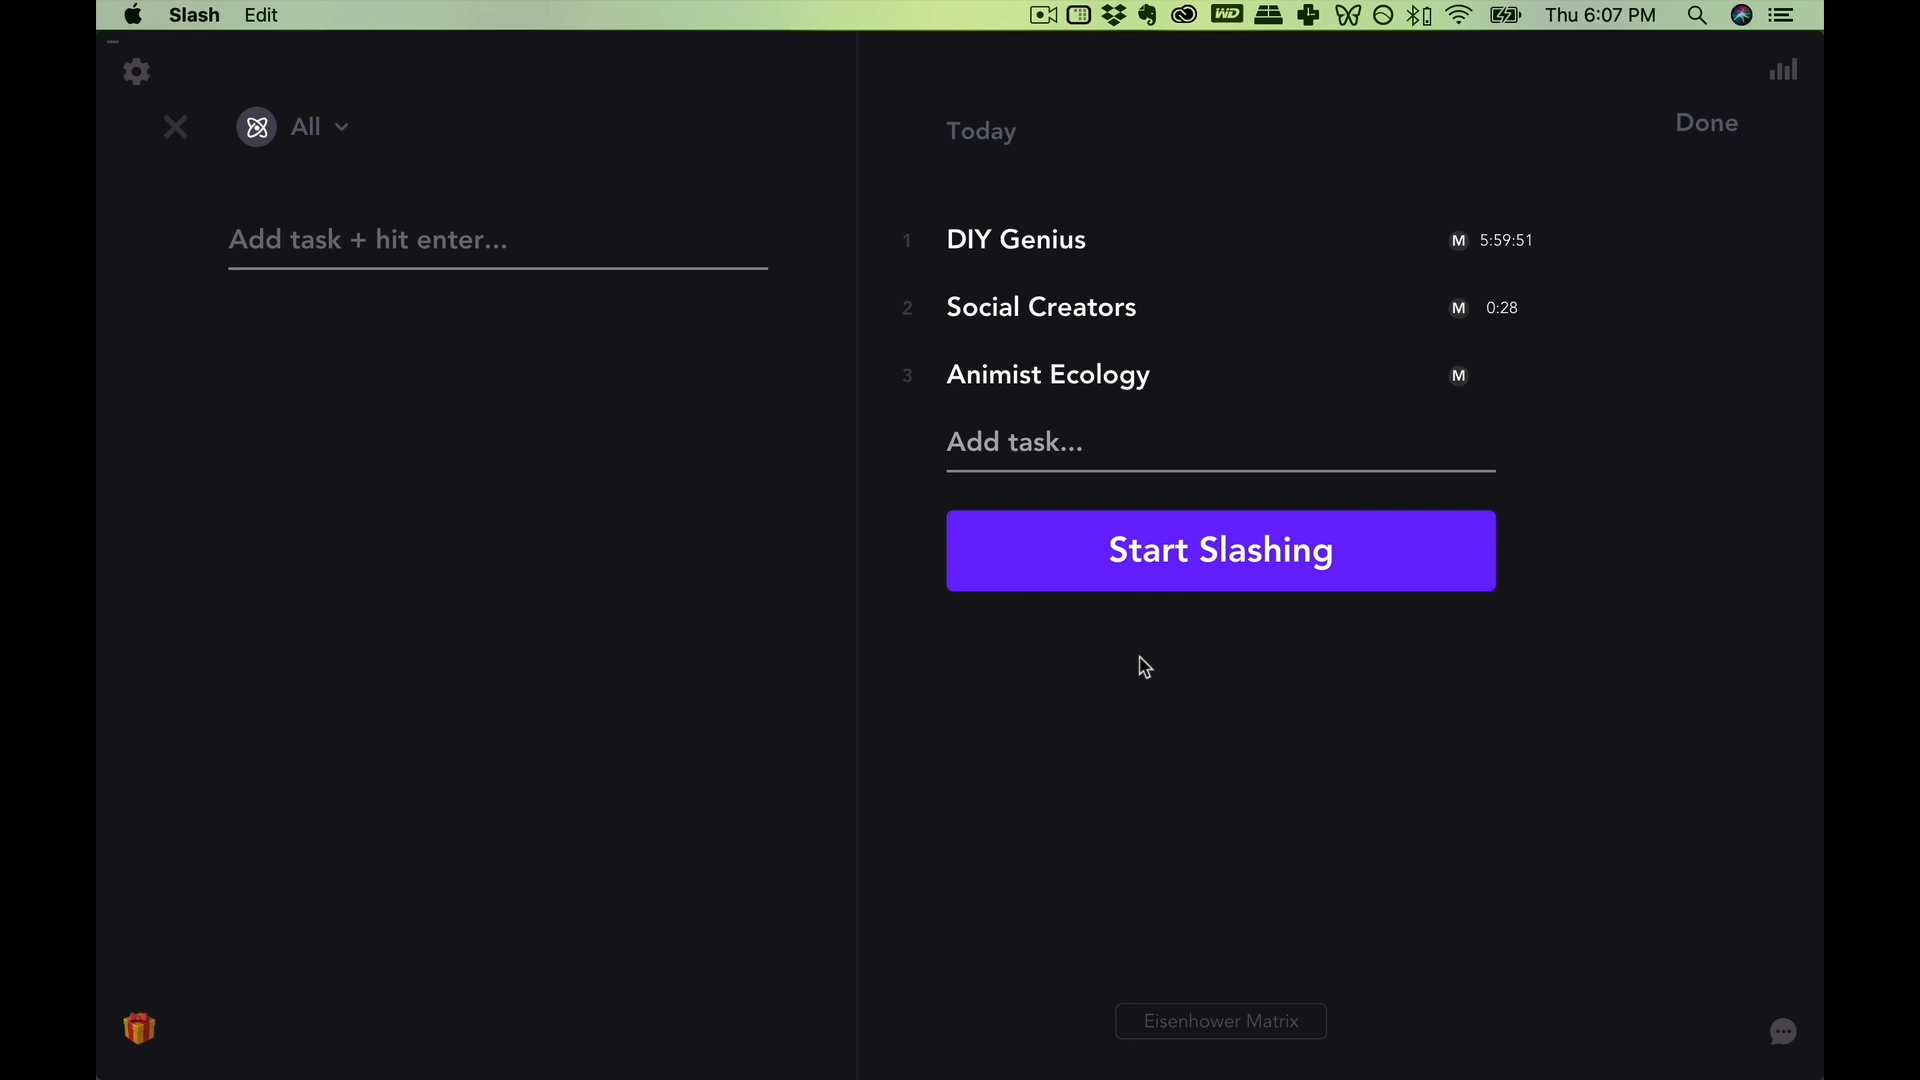 Slash Edit WD Thu 6:07 PM
All
Today
Done
Add task + hit enter...
1 DIY Genius M 5:59:51
2 Social Creators M 0:28
3 Animist Ecology M
Add task...
Start Slashing
Eisenhower Matrix